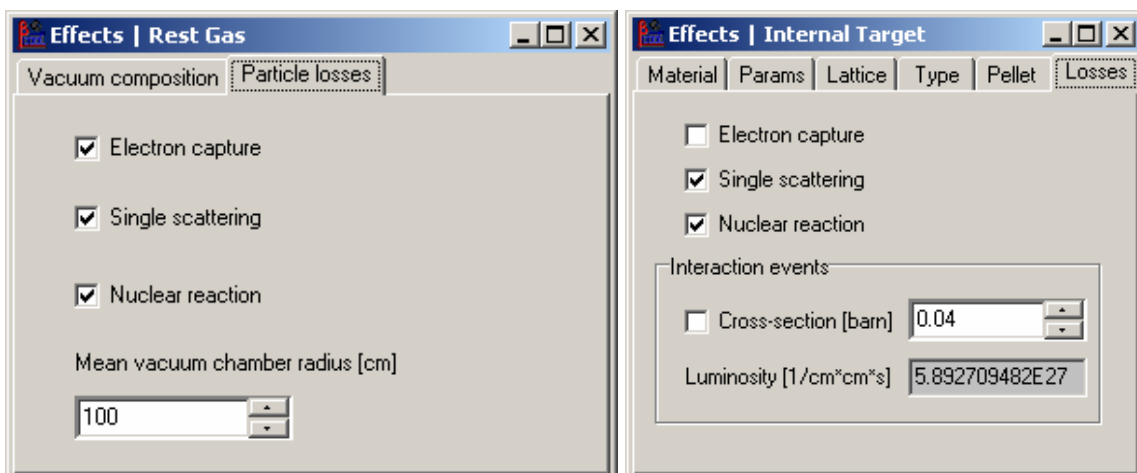 Effects | Rest Gas
Vacuum composition Particle losses
Electron capture
Single scattering
Nuclear reaction
Mean vacuum chamber radius [cm]
100
Effects | Internal Target
Material Params Lattice Type Pellet Losses
Electron capture
Single scattering
Nuclear reaction
Interaction events
Cross-section [barn] 0.04
Luminosity [1/cm*cm*s] 5.892709482E27